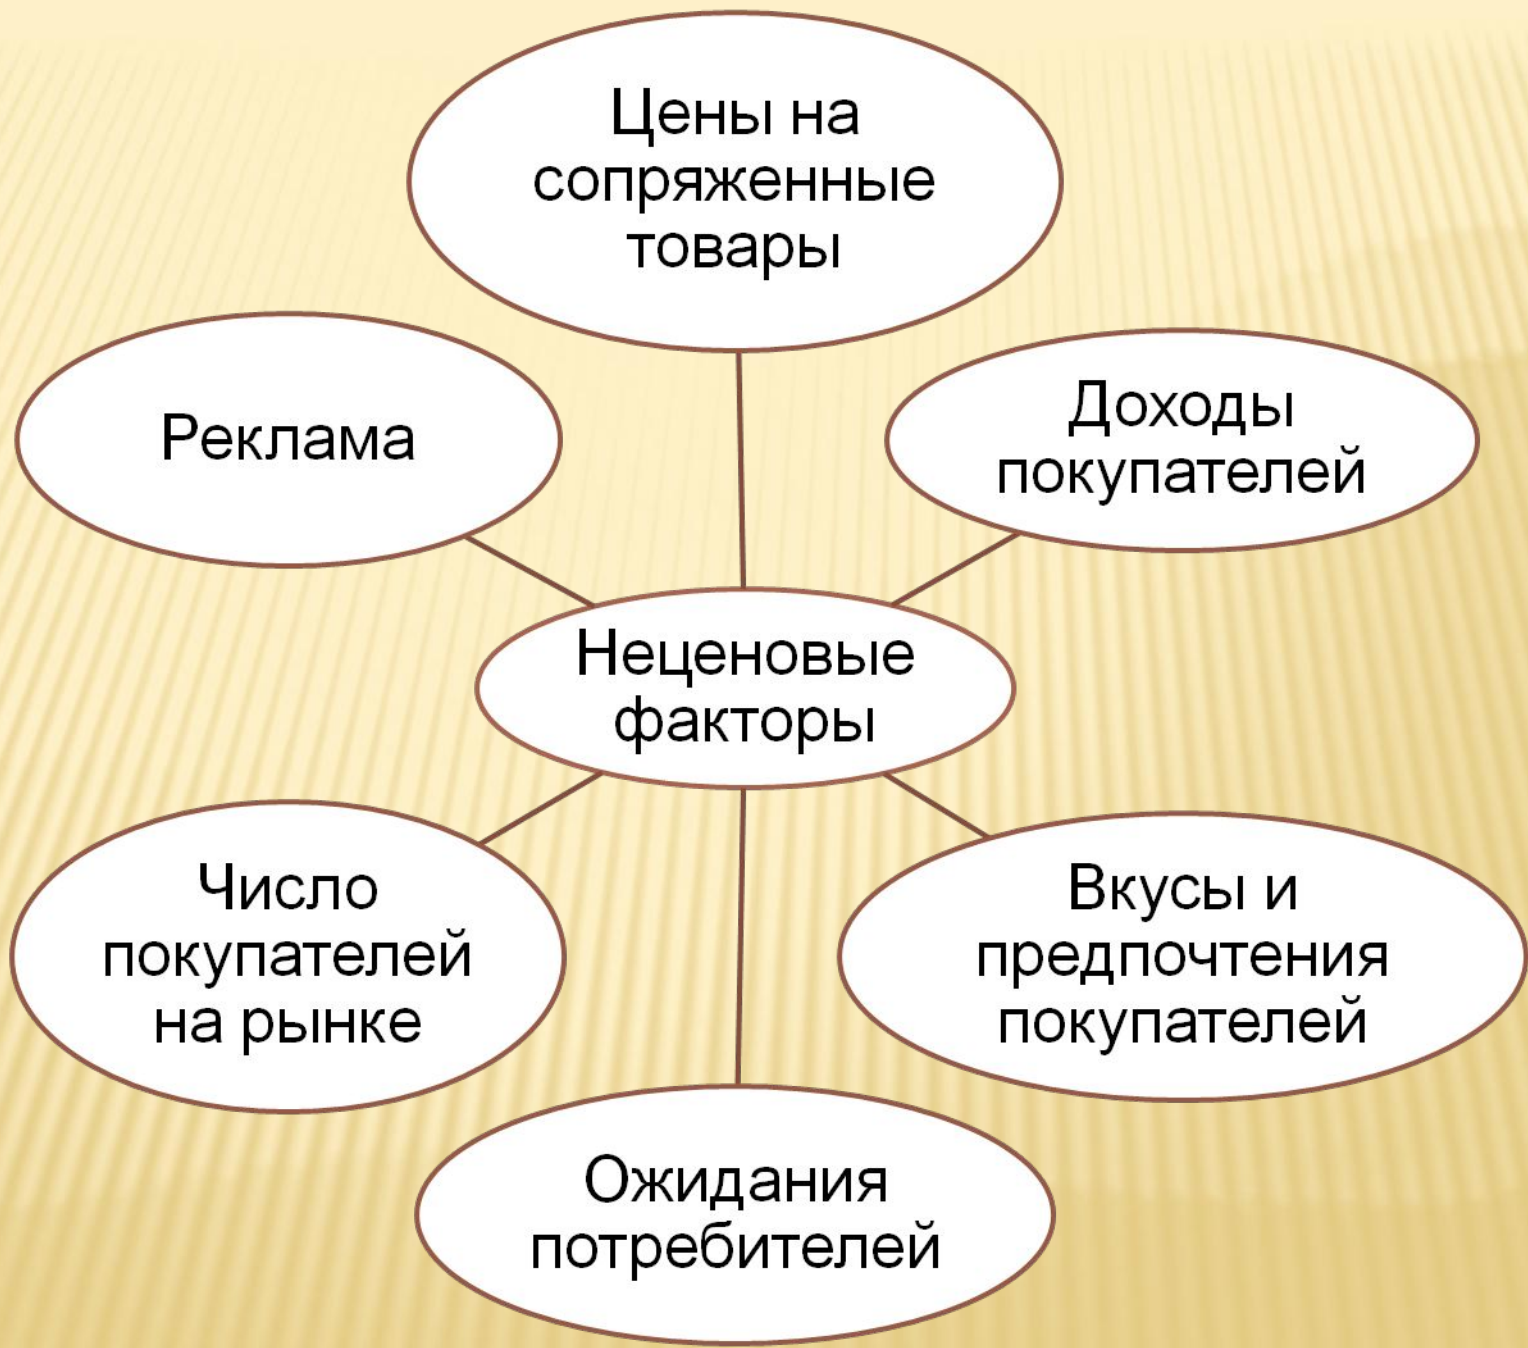 Цены на
сопряженные
товары
Реклама
Доходы
покупателей
Неценовые
факторы
Число
покупателей
на рынке
Вкусы и
предпочтения
покупателей
Ожидания
потребителей